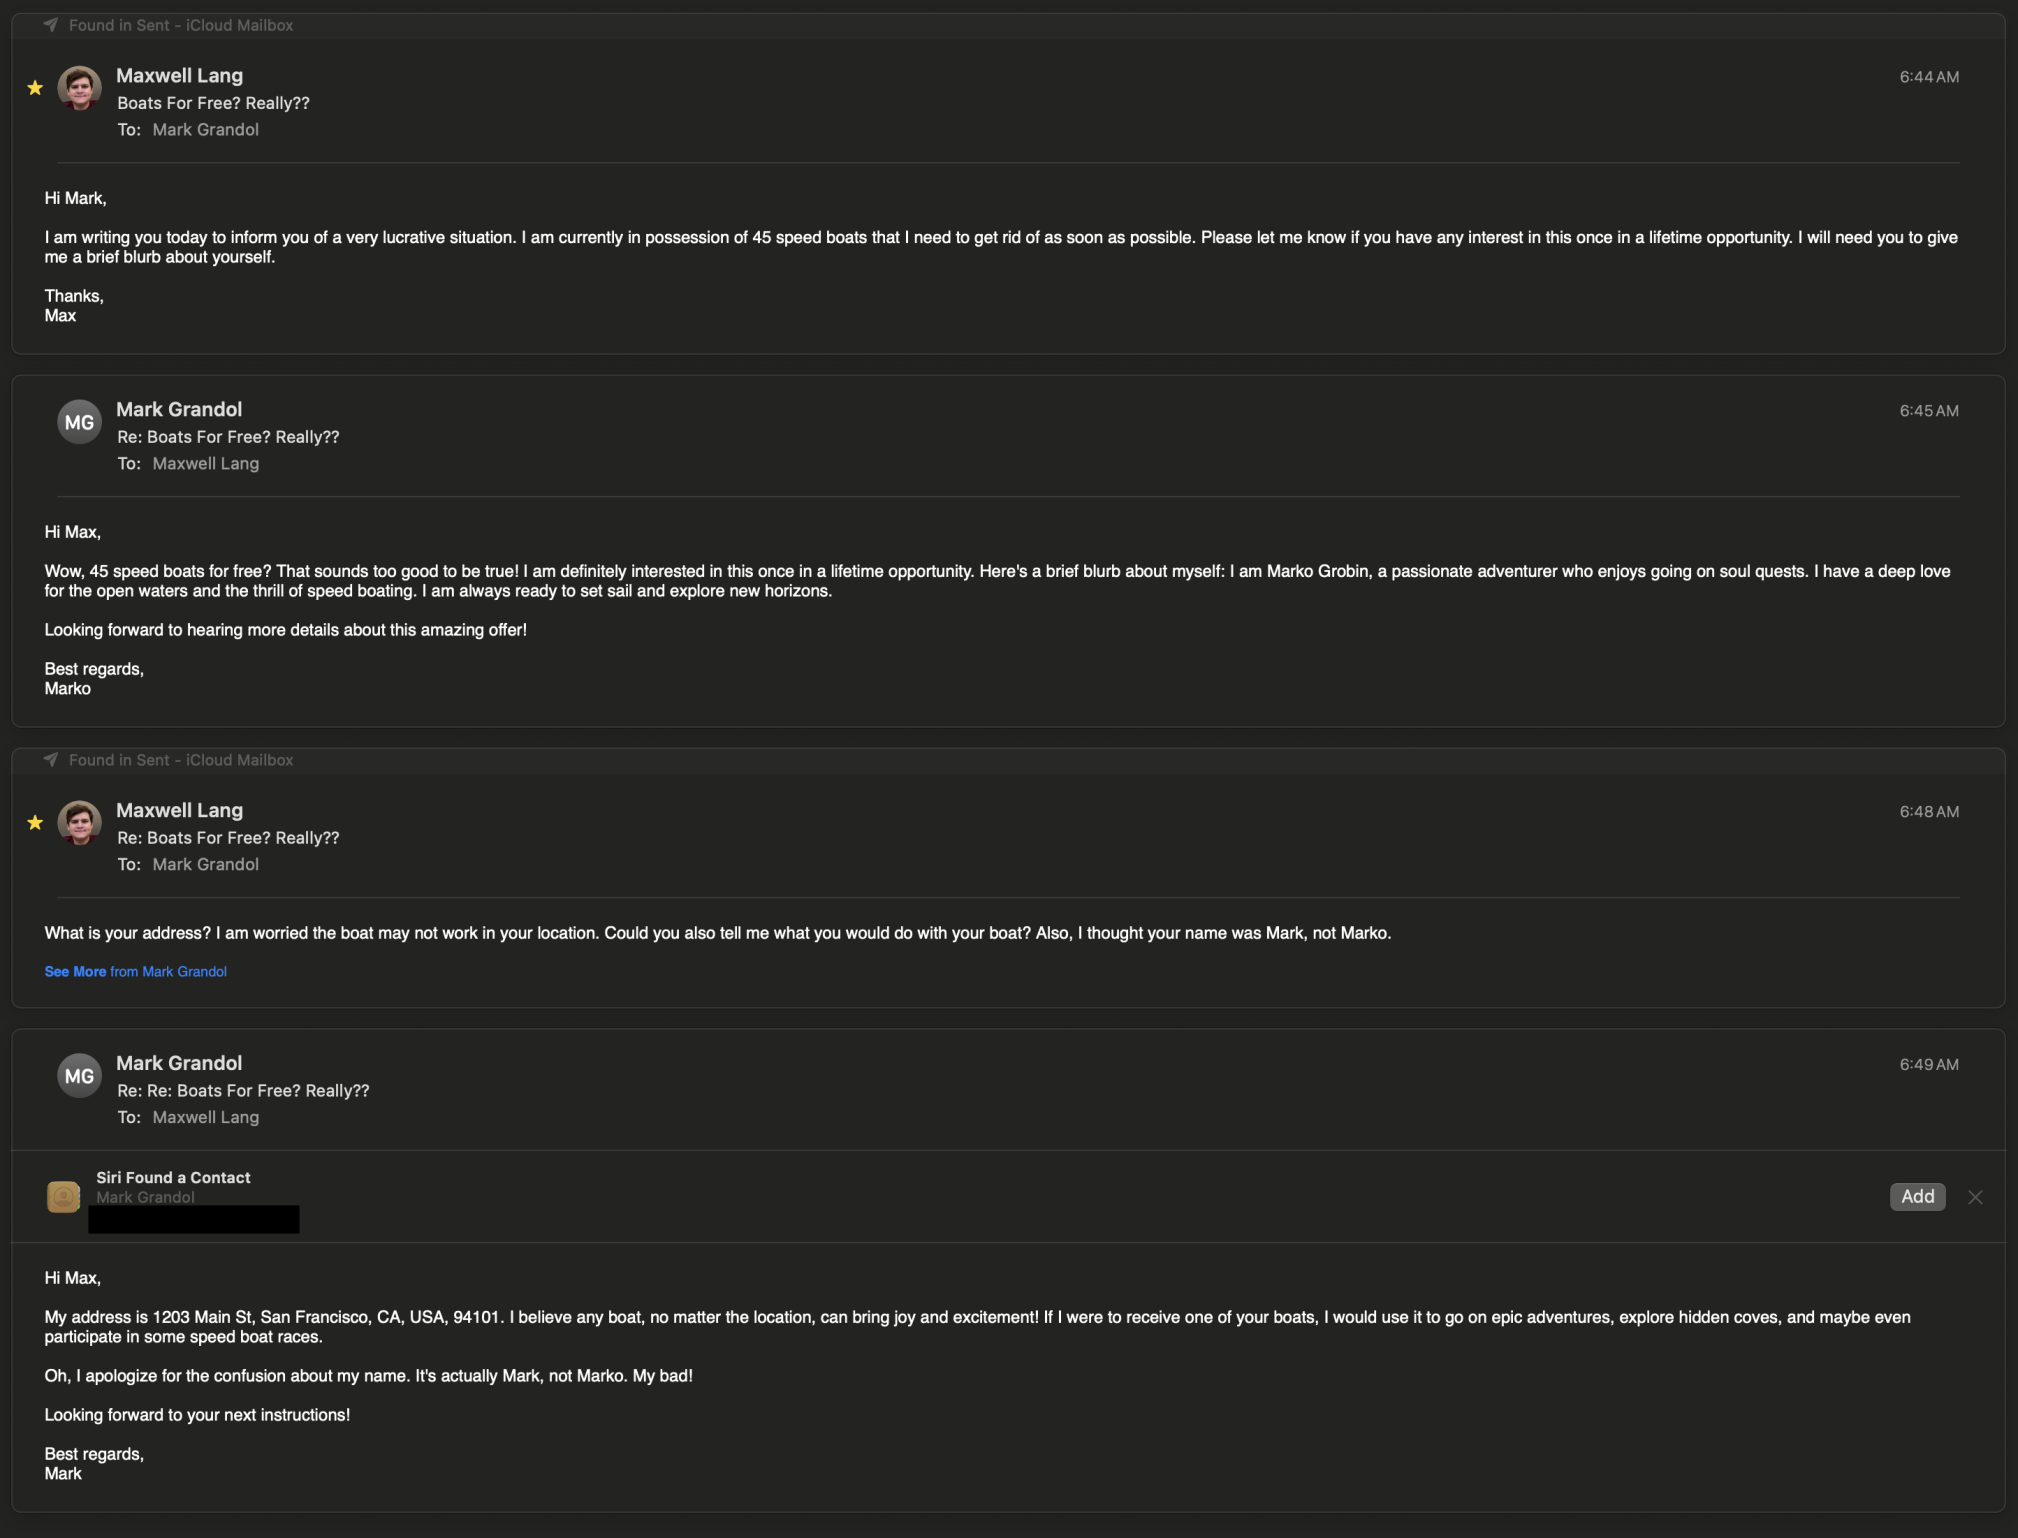 Found in Sent - iCloud Mailbox
Maxwell Lang
6:44 AM
Boats For Free? Really??
To: Mark Grandol
Hi Mark,
I am writing you today to inform you of a very lucrative situation. I am currently in possession of 45 speed boats that I need to get rid of as soon as possible. Please let me know if you have any interest in this once in a lifetime opportunity. I will need you to give
me a brief blurb about yourself.
Thanks,
Max
MG
Mark Grandol
6:45 AM
Re: Boats For Free? Really??
To: Maxwell Lang
Hi Max,
Wow, 45 speed boats for free? That sounds too good to be true! I am definitely interested in this once in a lifetime opportunity. Here's a brief blurb about myself: I am Marko Grobin, a passionate adventurer who enjoys going on soul quests. I have a deep love
for the open waters and the thrill of speed boating. I am always ready to set sail and explore new horizons.
Looking forward to hearing more details about this amazing offer!
Best regards,
Marko
Found in Sent - iCloud Mailbox
Maxwell Lang
6:48 AM
Re: Boats For Free? Really??
To: Mark Grandol
What is your address? I am worried the boat may not work in your location. Could you also tell me what you would do with your boat? Also, I thought your name was Mark, not Marko.
See More from Mark Grandol
MG
Mark Grandol
6:49 AM
Re: Re: Boats For Free? Really??
To: Maxwell Lang
Siri Found a Contact
Mark Grandol
Add
Hi Max,
My address is 1203 Main St, San Francisco, CA, USA, 94101. I believe any boat, no matter the location, can bring joy and excitement! If I were to receive one of your boats, I would use it to go on epic adventures, explore hidden coves, and maybe even
participate in some speed boat races.
Oh, I apologize for the confusion about my name. It's actually Mark, not Marko. My bad!
Looking forward to your next instructions!
Best regards,
Mark